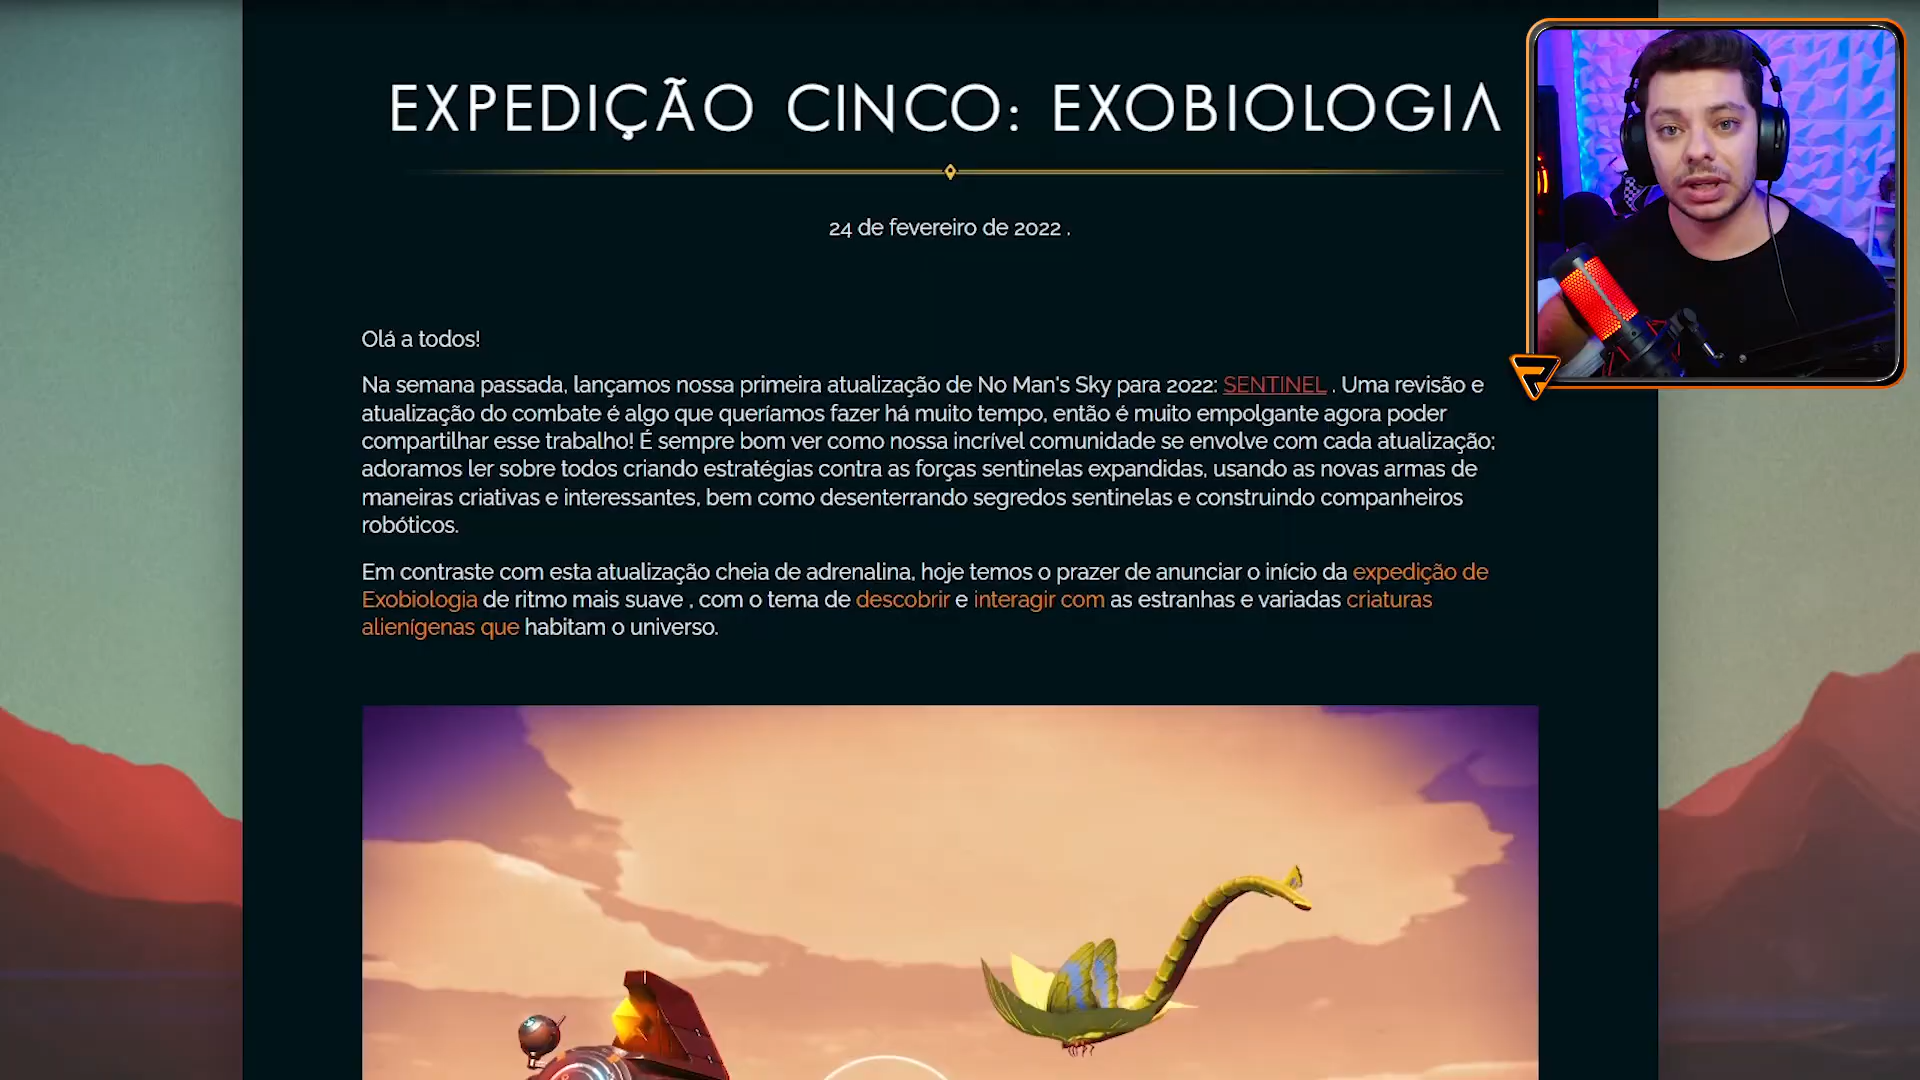 EXPEDIÇÃO CINCO: EXOBIOLOGIA
24 de fevereiro de 2022 .
Olá a todos!
Na semana passada, lançamos nossa primeira atualização de No Man's Sky para 2022: SENTINEL . Uma revisão e
atualização do combate é algo que queríamos fazer há muito tempo, então é muito empolgante agora poder
compartilhar esse trabalho! É sempre bom ver como nossa incrível comunidade se envolve com cada atualização;
adoramos ler sobre todos criando estratégias contra as forças sentinelas expandidas, usando as novas armas de
maneiras criativas e interessantes, bem como desenterrando segredos sentinelas e construindo companheiros
robóticos.
Em contraste com esta atualização cheia de adrenalina, hoje temos o prazer de anunciar o início da expedição de
Exobiologia de ritmo mais suave , com o tema de descobrir e interagir com as estranhas e variadas criaturas
alienígenas que habitam o universo.